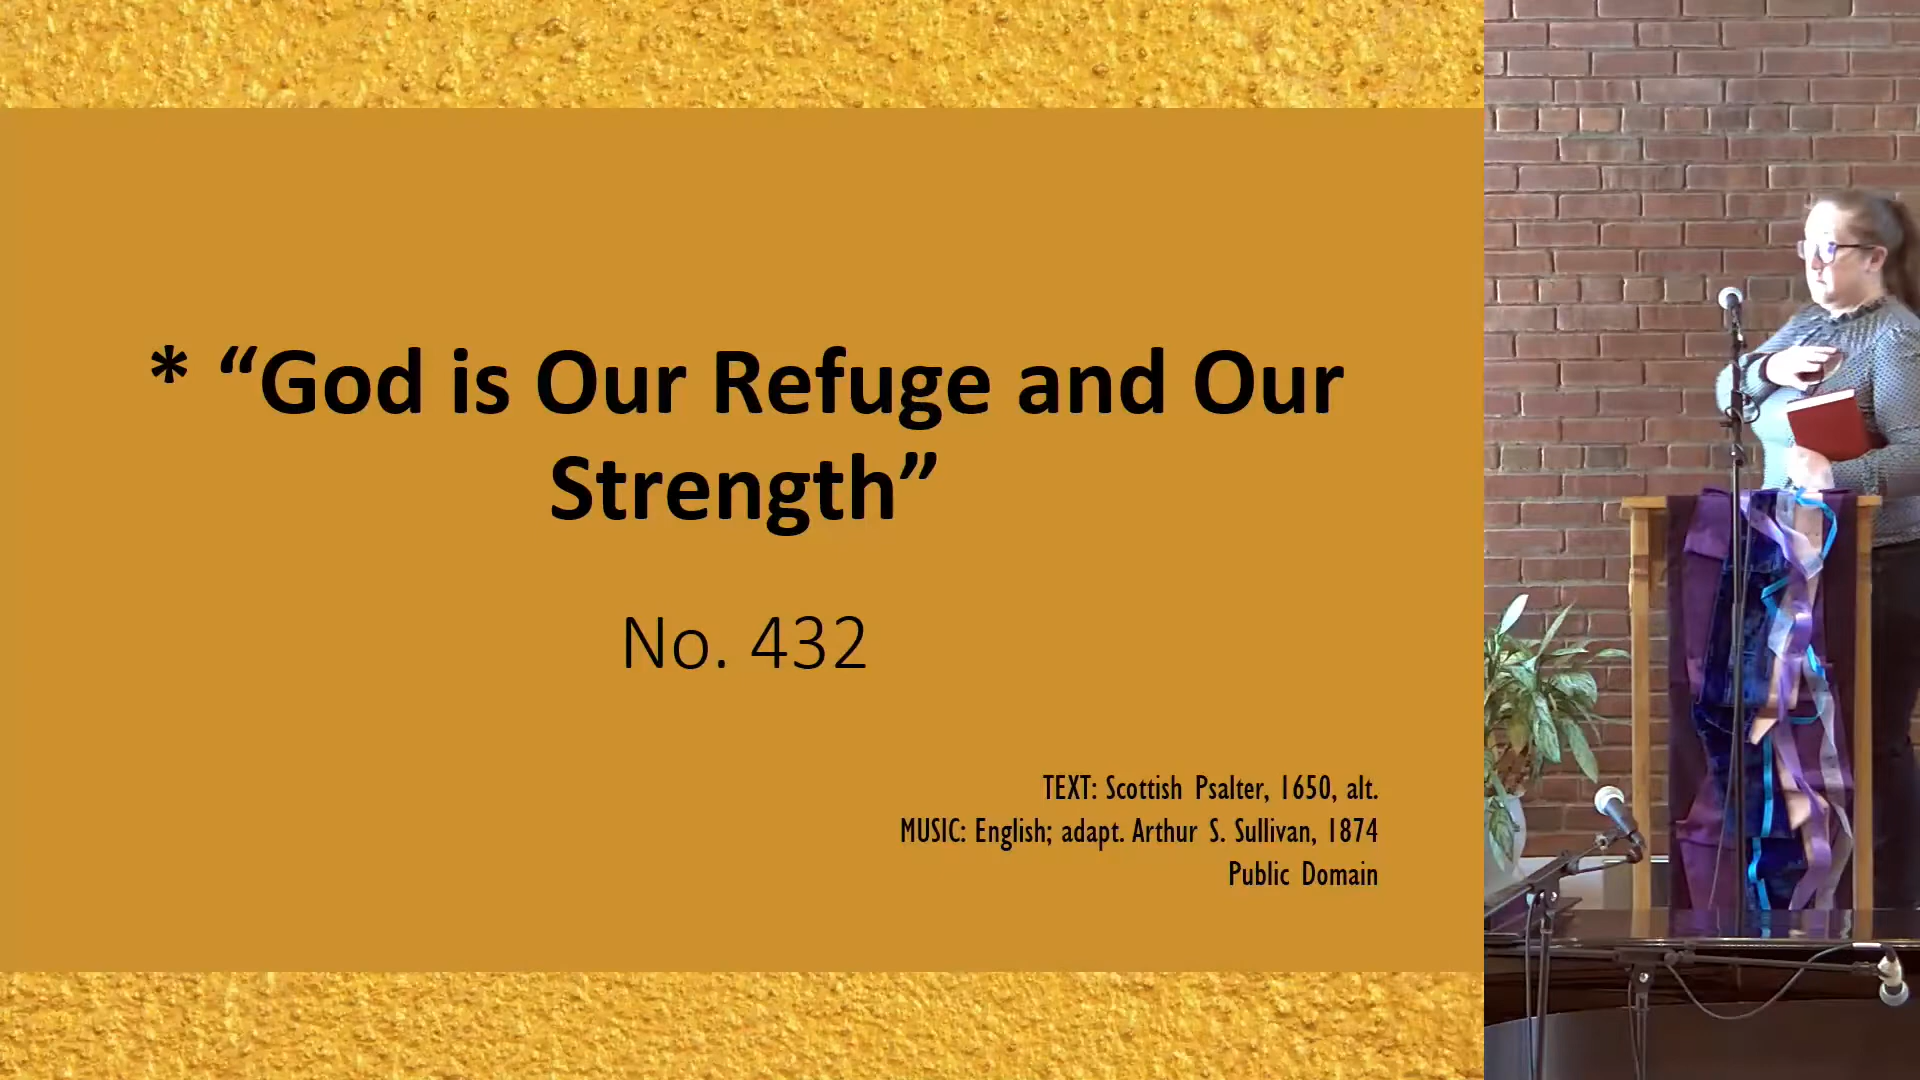 * “God is Our Refuge and Our
Strength”
No. 432
TEXT: Scottish Psalter, 1650, alt.
MUSIC: English; adapt. Arthur S. Sullivan, 1874
Public Domain